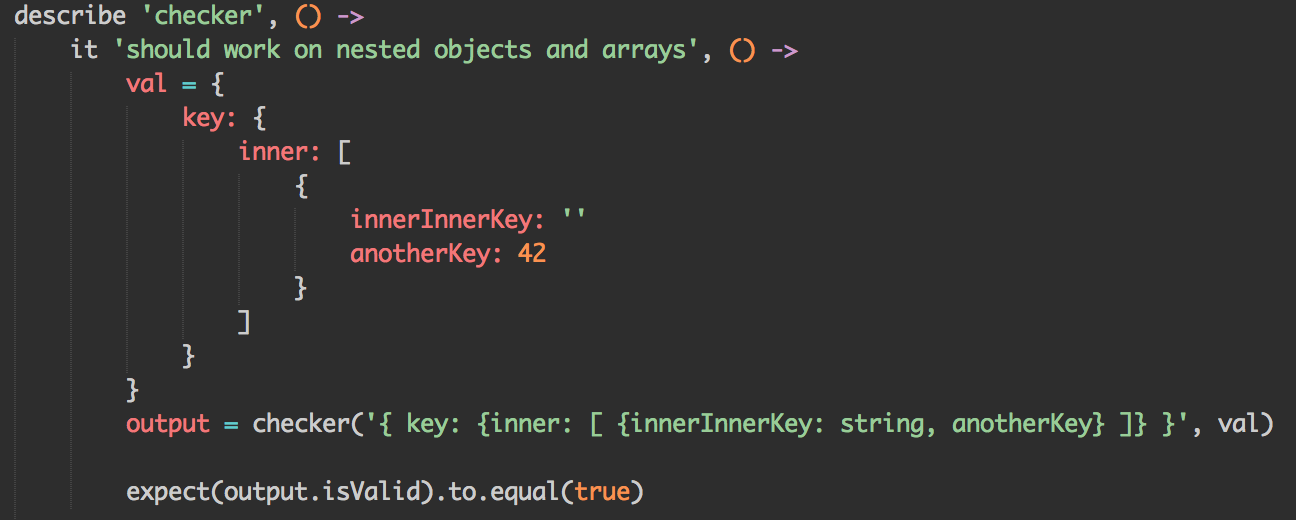 describe 'checker', () ->
    it 'should work on nested objects and arrays', () ->
        val = {
            key: {
                inner: [
                    {
                        innerInnerKey: ''
                        anotherKey: 42
                    }
                ]
            }
        }
        output = checker('{ key: {inner: [ {innerInnerKey: string, anotherKey} ]} }', val)

        expect(output.isValid).to.equal(true)